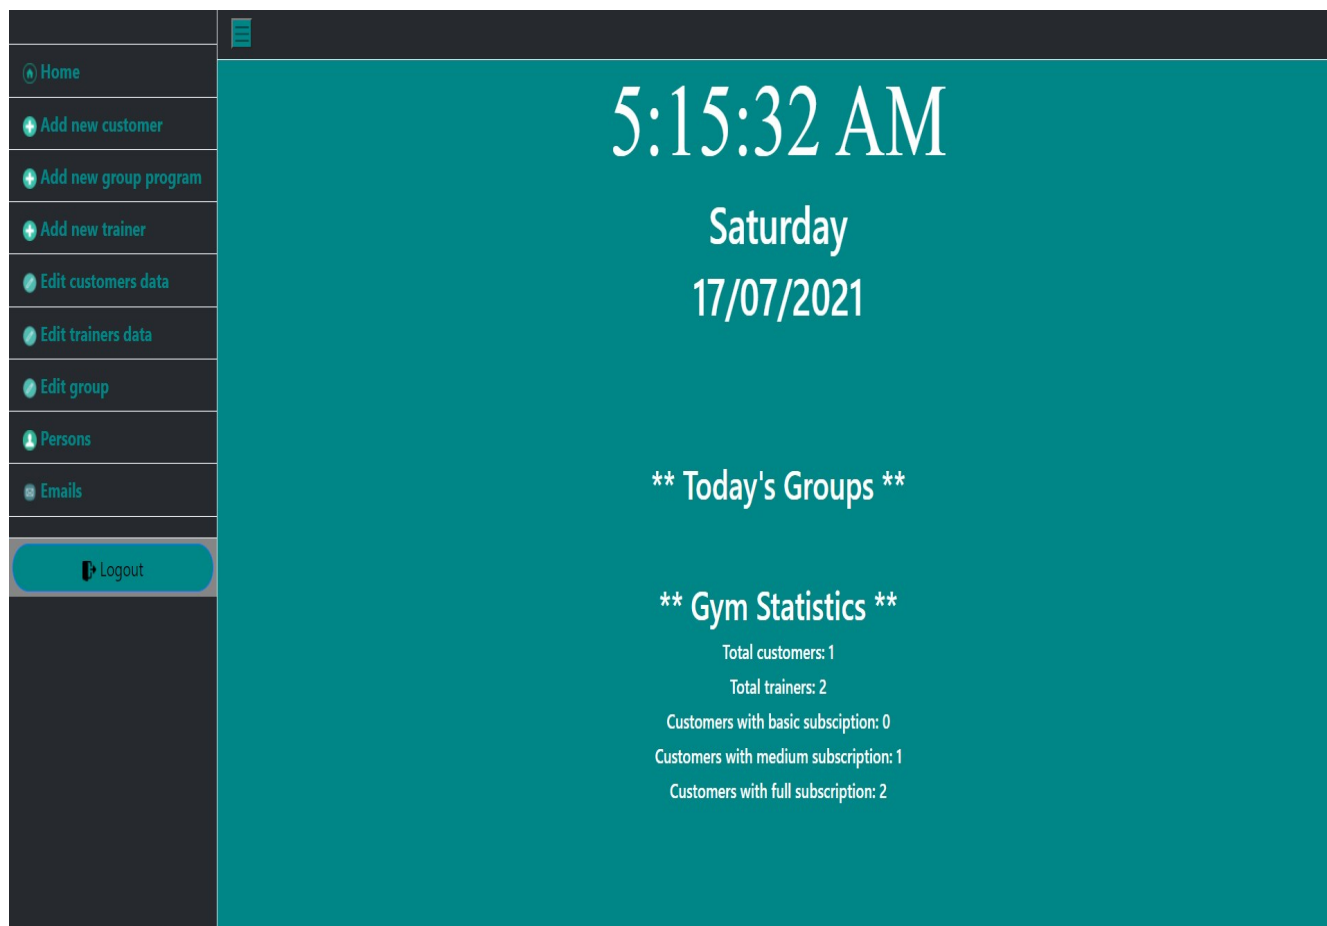 Home
Add new customer
Add new group program
Add new trainer
Edit customers data
Edit trainers data
Edit group
Persons
Emails
Logout
5:15:32 AM
Saturday
17/07/2021
** Today's Groups **
** Gym Statistics **
Total customers: 1
Total trainers: 2
Customers with basic subsciption: 0
Customers with medium subscription: 1
Customers with full subscription: 2